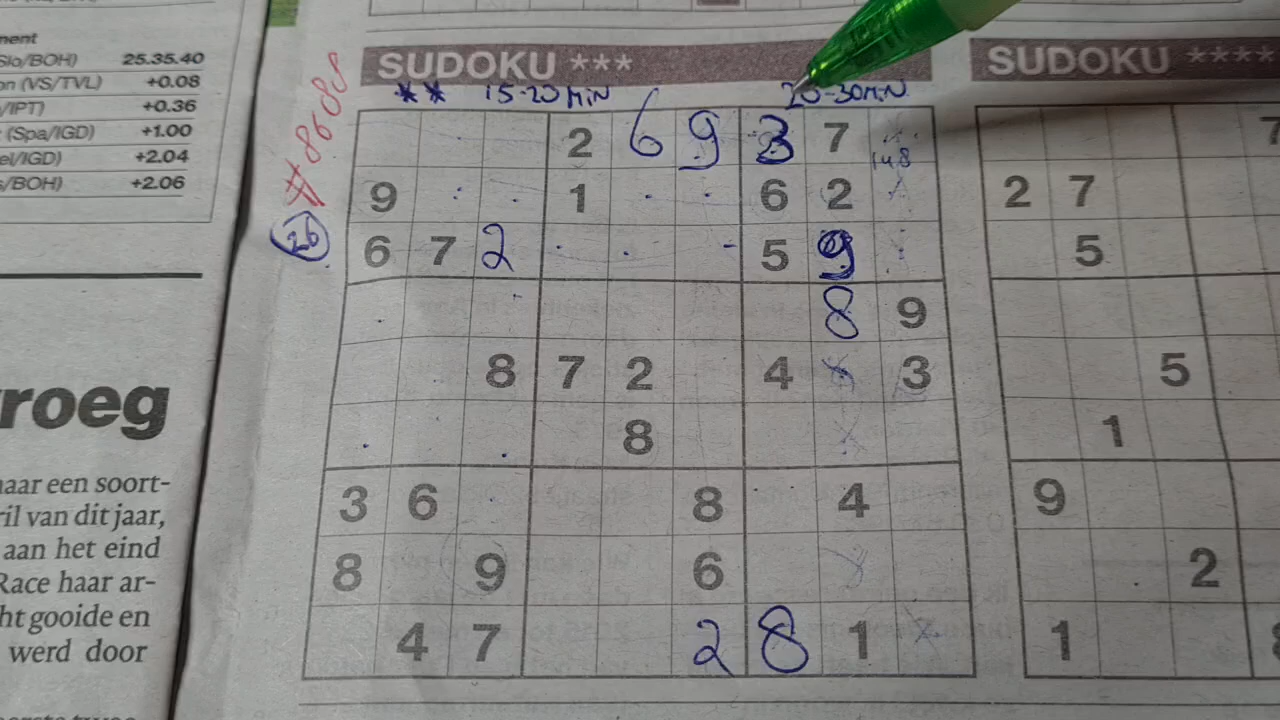 ment
Slo/BOH) 25.35.40
on (VS/TVL) +0.08
/IPT) +0.36
(Spa/IGD) +1.00
el/IGD) +2.04
s/BOH) +2.06
roeg
naar een soort-
ril van dit jaar,
aan het eind
Race haar ar-
ht gooide en
werd door
#8608
26
SUDOKU ***
** 15-20 MIN 20-30 MIN
2 6 9 3 7 148
9 1 6 2
6 7 2 5 9
8 9
8 7 2 4 3
8
3 6 8 4
8 9 6
4 7 2 8 1
SUDOKU ****
7
2 7
5
5
1
9
2
1 8